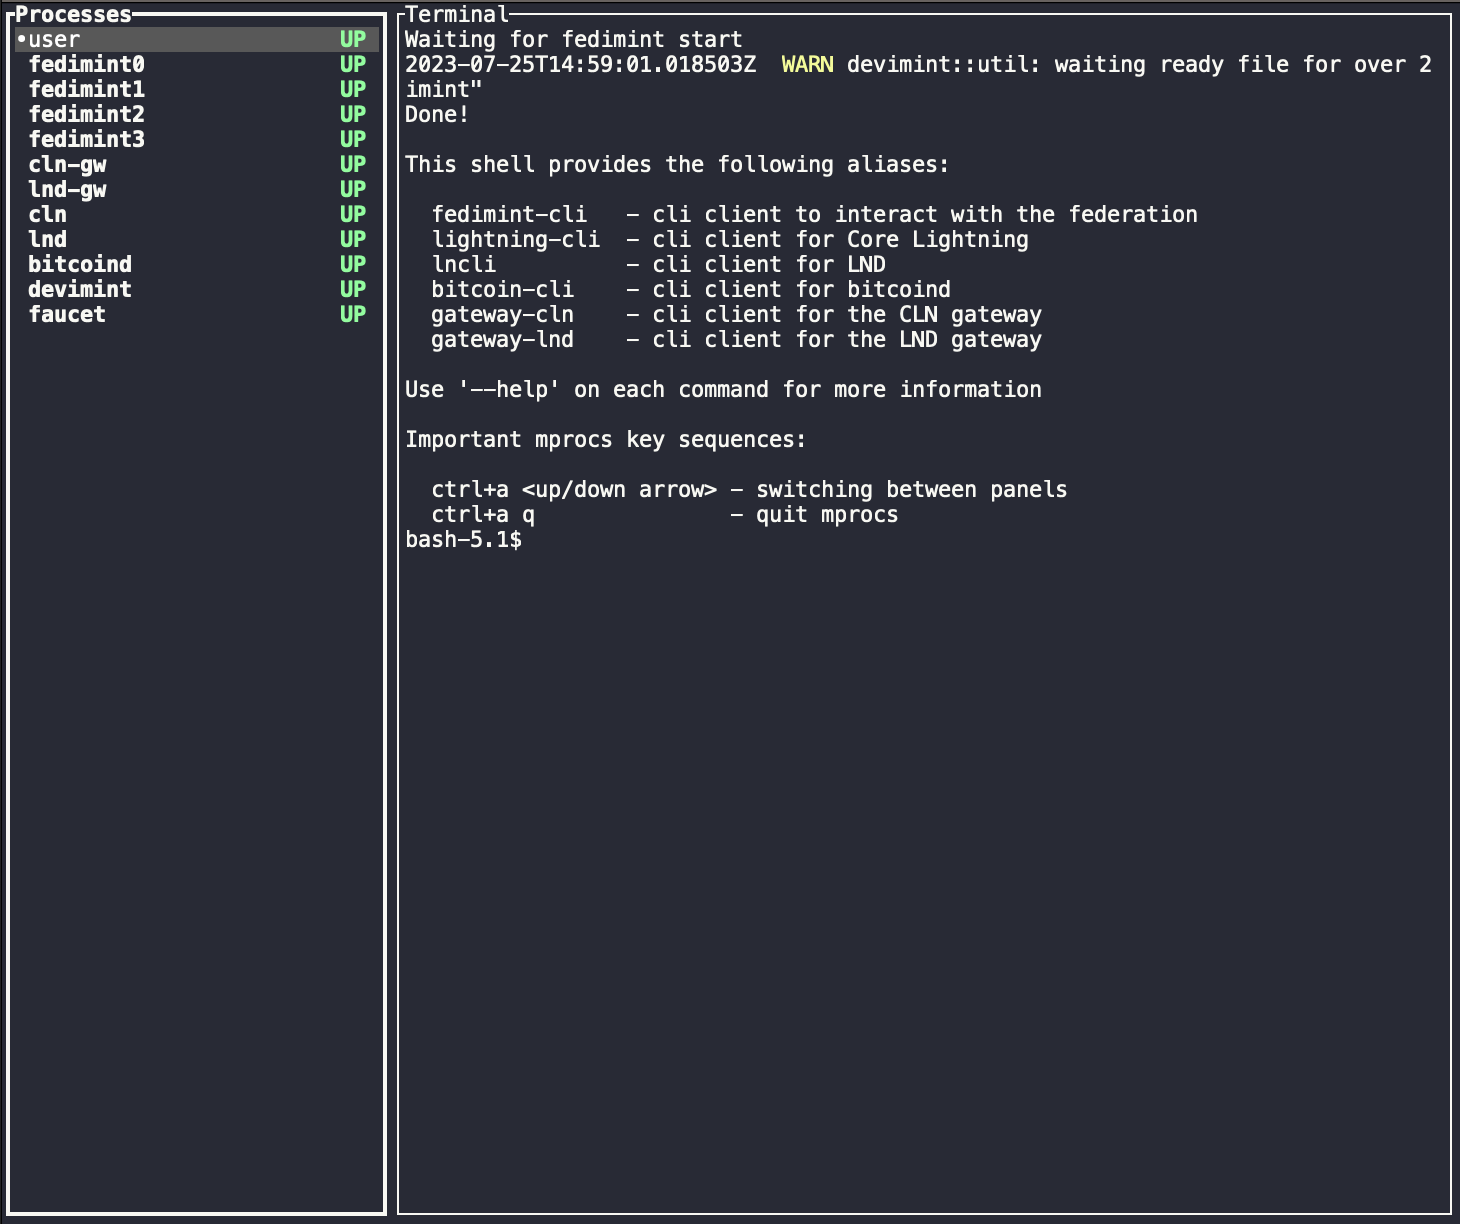 Processes
•user UP
fedimint0 UP
fedimint1 UP
fedimint2 UP
fedimint3 UP
cln-gw UP
lnd-gw UP
cln UP
lnd UP
bitcoind UP
devimint UP
faucet UP
Terminal
Waiting for fedimint start
2023-07-25T14:59:01.018503Z  WARN devimint::util: waiting ready file for over 2
imint"
Done!
This shell provides the following aliases:
fedimint-cli   - cli client to interact with the federation
lightning-cli  - cli client for Core Lightning
lncli          - cli client for LND
bitcoin-cli    - cli client for bitcoind
gateway-cln    - cli client for the CLN gateway
gateway-lnd    - cli client for the LND gateway
Use '--help' on each command for more information
Important mprocs key sequences:
ctrl+a <up/down arrow> - switching between panels
ctrl+a q               - quit mprocs
bash-5.1$